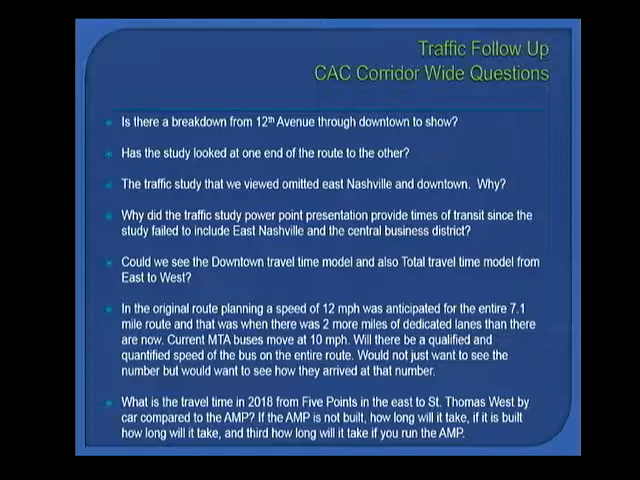 Traffic Follow Up
CAC Corridor Wide Questions
Is there a breakdown from 12th Avenue through downtown to show?
Has the study looked at one end of the route to the other?
The traffic study that we viewed omitted east Nashville and downtown. Why?
Why did the traffic study power point presentation provide times of transit since the
study failed to include East Nashville and the central business district?
Could we see the Downtown travel time model and also Total travel time model from
East to West?
In the original route planning a speed of 12 mph was anticipated for the entire 7.1
mile route and that was when there was 2 more miles of dedicated lanes than there
are now. Current MTA buses move at 10 mph. Will there be a qualified and
quantified speed of the bus on the entire route. Would not just want to see the
number but would want to see how they arrived at that number.
What is the travel time in 2018 from Five Points in the east to St. Thomas West by
car compared to the AMP? If the AMP is not built, how long will it take, if it is built
how long will it take, and third how long will it take if you run the AMP.